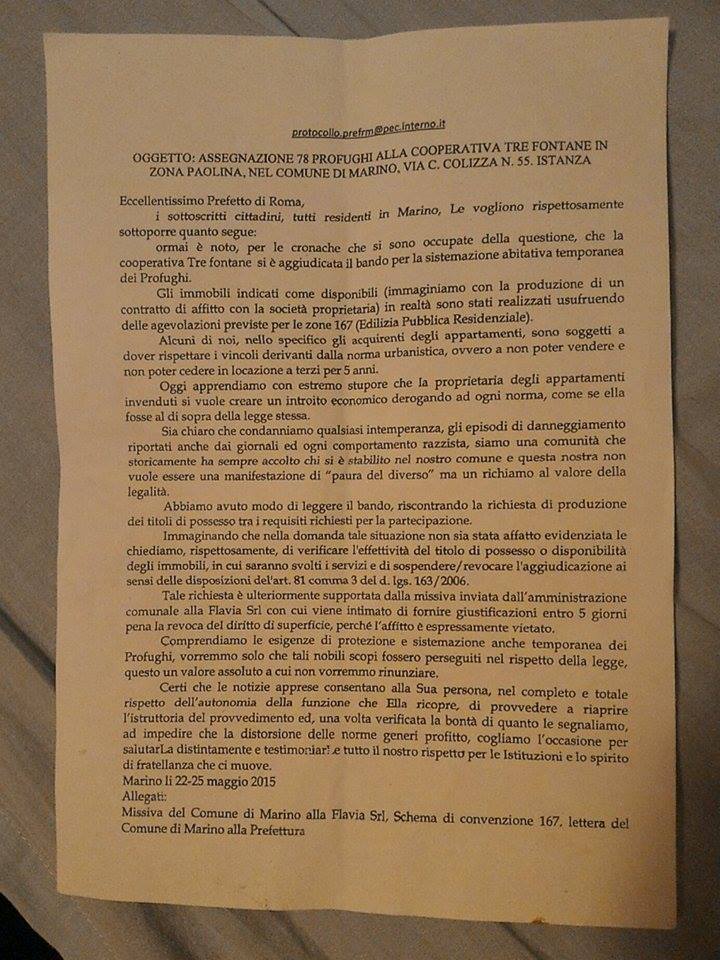 protocollo.prefrm@pec.interno.it
OGGETTO: ASSEGNAZIONE 78 PROFUGHI ALLA COOPERATIVA TRE FONTANE IN
ZONA PAOLINA, NEL COMUNE DI MARINO, VIA C. COLIZZA N. 55. ISTANZA
Eccellentissimo Prefetto di Roma,
i sottoscritti cittadini, tutti residenti in Marino, Le vogliono rispettosamente
sottoporre quanto segue:
ormai è noto, per le cronache che si sono occupate della questione, che la
cooperativa Tre fontane si è aggiudicata il bando per la sistemazione abitativa temporanea
dei Profughi.
Gli immobili indicati come disponibili (immaginiamo con la produzione di un
contratto di affitto con la società proprietaria) in realtà sono stati realizzati usufruendo
delle agevolazioni previste per le zone 167 (Edilizia Pubblica Residenziale).
Alcuni di noi, nello specifico gli acquirenti degli appartamenti, sono soggetti a
dover rispettare i vincoli derivanti dalla norma urbanistica, ovvero a non poter vendere e
non poter cedere in locazione a terzi per 5 anni.
Oggi apprendiamo con estremo stupore che la proprietaria degli appartamenti
invenduti si vuole creare un introito economico derogando ad ogni norma, come se ella
fosse al di sopra della legge stessa.
Sia chiaro che condanniamo qualsiasi intemperanza, gli episodi di danneggiamento
riportati anche dai giornali ed ogni comportamento razzista, siamo una comunità che
storicamente ha sempre accolto chi si è stabilito nel nostro comune e questa nostra non
vuole essere una manifestazione di "paura del diverso" ma un richiamo al valore della
legalità.
Abbiamo avuto modo di leggere il bando, riscontrando la richiesta di produzione
dei titoli di possesso tra i requisiti richiesti per la partecipazione.
Immaginando che nella domanda tale situazione non sia stata affatto evidenziata le
chiediamo, rispettosamente, di verificare l'effettività del titolo di possesso o disponibilità
degli immobili, in cui saranno svolti i servizi e di sospendere/revocare l'aggiudicazione ai
sensi delle disposizioni del'art. 81 comma 3 del d. lgs. 163/2006.
Tale richiesta è ulteriormente supportata dalla missiva inviata dall'amministrazione
comunale alla Flavia Srl con cui viene intimato di fornire giustificazioni entro 5 giorni
pena la revoca del diritto di superficie, perché l'affitto è espressamente vietato.
Comprendiamo le esigenze di protezione e sistemazione anche temporanea dei
Profughi, vorremmo solo che tali nobili scopi fossero perseguiti nel rispetto della legge,
questo un valore assoluto a cui non vorremmo rinunziare.
Certi che le notizie apprese consentano alla Sua persona, nel completo e totale
rispetto dell'autonomia della funzione che Ella ricopre, di provvedere a riaprire
l'istruttoria del provvedimento ed, una volta verificata la bontà di quanto le segnaliamo,
ad impedire che la distorsione delle norme generi profitto, cogliamo l'occasione per
salutarLa distintamente e testimoniarLe tutto il nostro rispetto per le Istituzioni e lo spirito
di fratellanza che ci muove.
Marino li 22-25 maggio 2015
Allegati:
Missiva del Comune di Marino alla Flavia Srl, Schema di convenzione 167, lettera del
Comune di Marino alla Prefettura